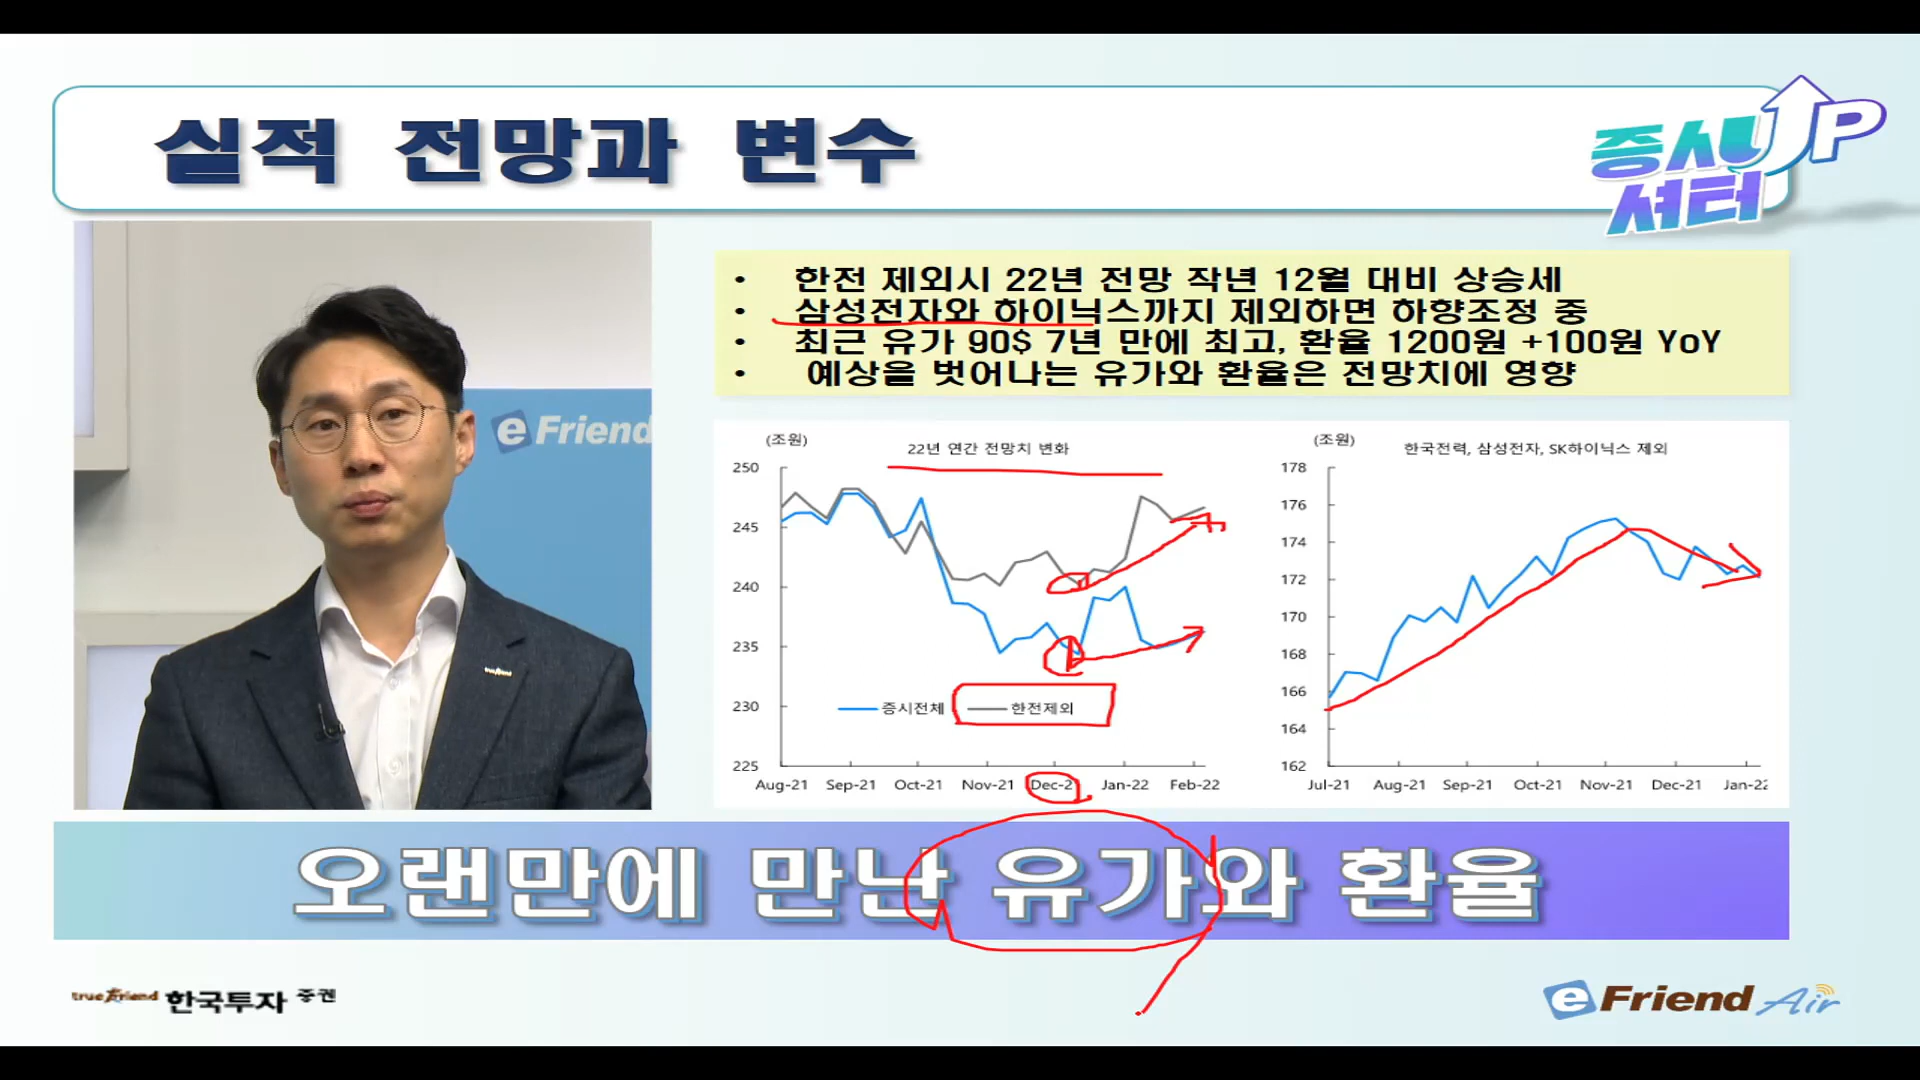 실적 전망과 변수
증시UP
셔터
• 한전 제외시 22년 전망 작년 12월 대비 상승세
• 삼성전자와 하이닉스까지 제외하면 하향조정 중
• 최근 유가 90$ 7년 만에 최고, 환율 1200원 +100원 YoY
• 예상을 벗어나는 유가와 환율은 전망치에 영향
e Friend
true Friend
(조원)
22년 연간 전망치 변화
250
245
240
235
230
225
증시전체
한전제외
Aug-21 Sep-21 Oct-21 Nov-21 Dec-2 Jan-22 Feb-22
(조원)
한국전력, 삼성전자, SK하이닉스 제외
178
176
174
172
170
168
166
164
162
Jul-21 Aug-21 Sep-21 Oct-21 Nov-21 Dec-21 Jan-22
오랜만에 만난 유가와 환율
true Friend 한국투자 증권
e Friend Air